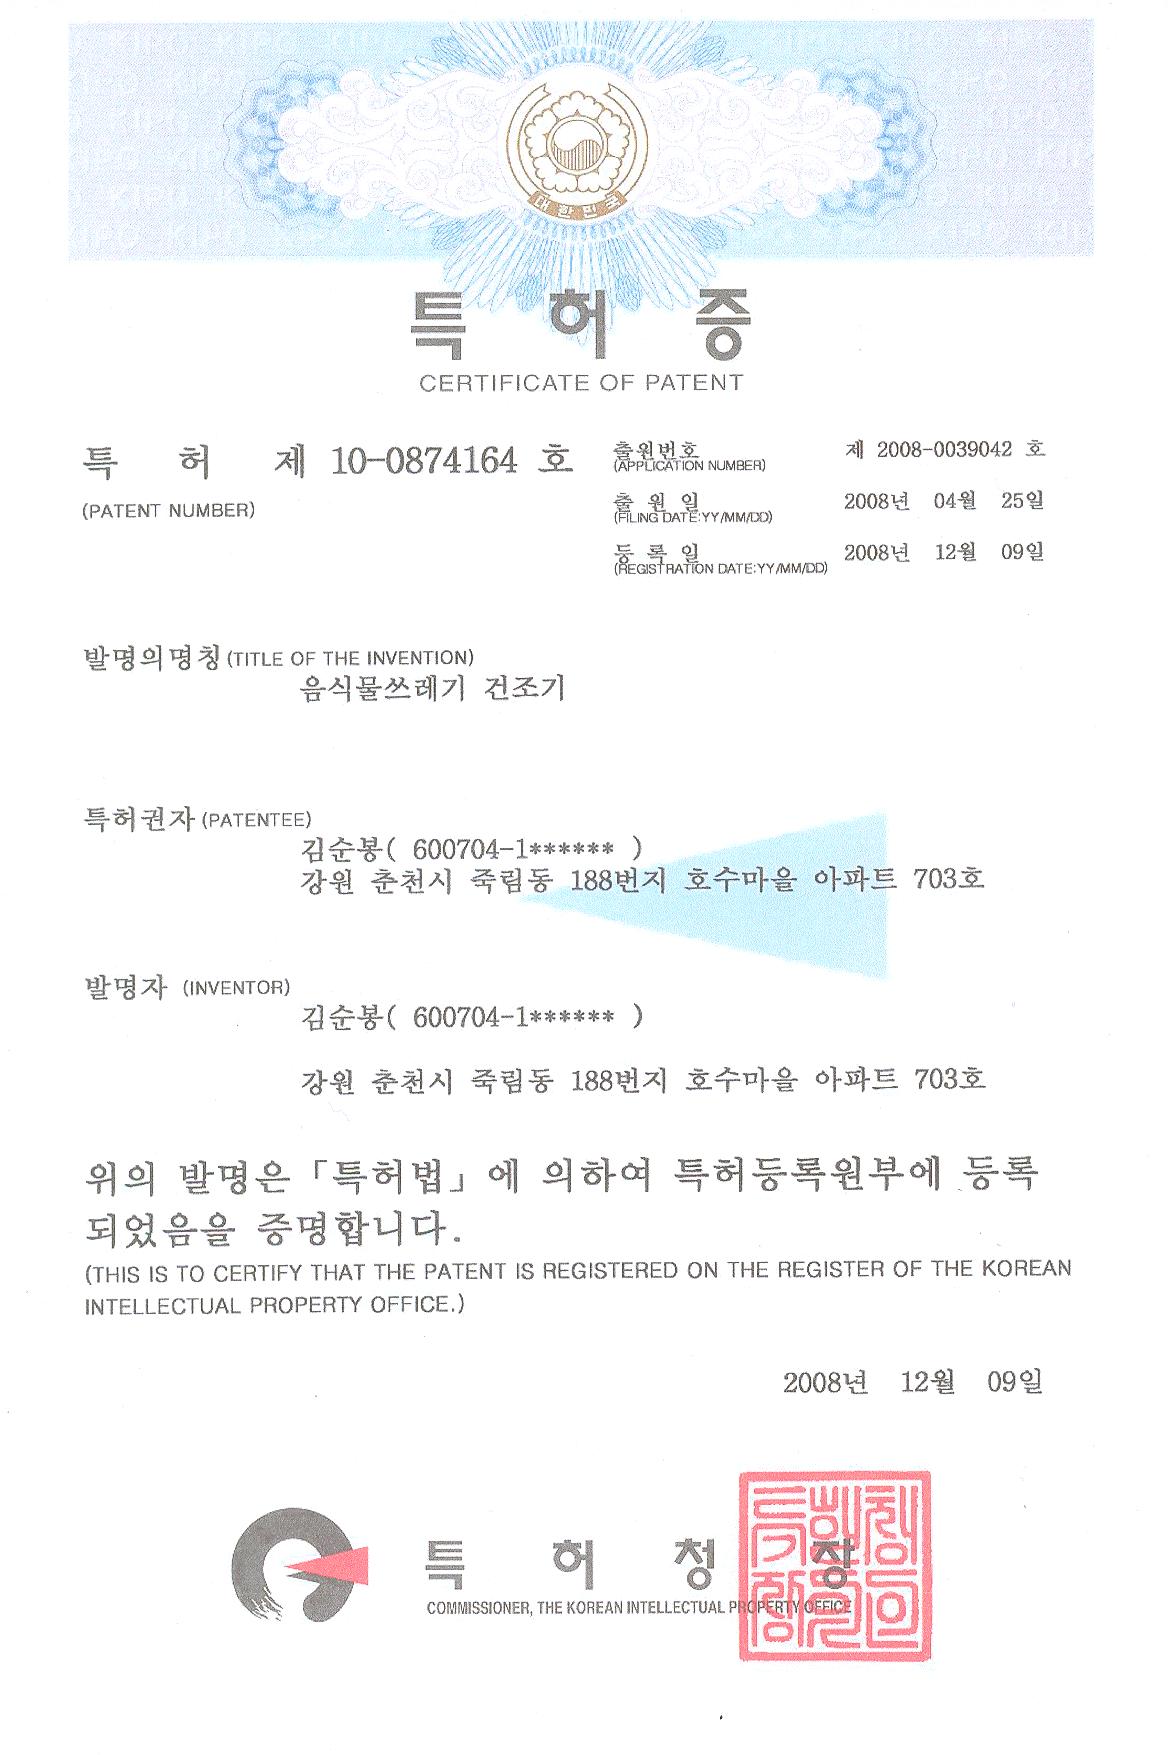 대한민국
특허증
CERTIFICATE OF PATENT
특 허 제 10-0874164 호
(PATENT NUMBER)
출원번호 제 2008-0039042 호
(APPLICATION NUMBER)
출 원 일 2008년 04월 25일
(FILING DATE:YY/MM/DD)
등 록 일 2008년 12월 09일
(REGISTRATION DATE:YY/MM/DD)
발명의명칭 (TITLE OF THE INVENTION)
음식물쓰레기 건조기
특허권자 (PATENTEE)
김순봉( 600704-1****** )
강원 춘천시 죽림동 188번지 호수마을 아파트 703호
발명자 (INVENTOR)
김순봉( 600704-1****** )
강원 춘천시 죽림동 188번지 호수마을 아파트 703호
위의 발명은 「특허법」에 의하여 특허등록원부에 등록
되었음을 증명합니다.
(THIS IS TO CERTIFY THAT THE PATENT IS REGISTERED ON THE REGISTER OF THE KOREAN
INTELLECTUAL PROPERTY OFFICE.)
2008년 12월 09일
특 허 청 장
COMMISSIONER, THE KOREAN INTELLECTUAL PROPERTY OFFICE